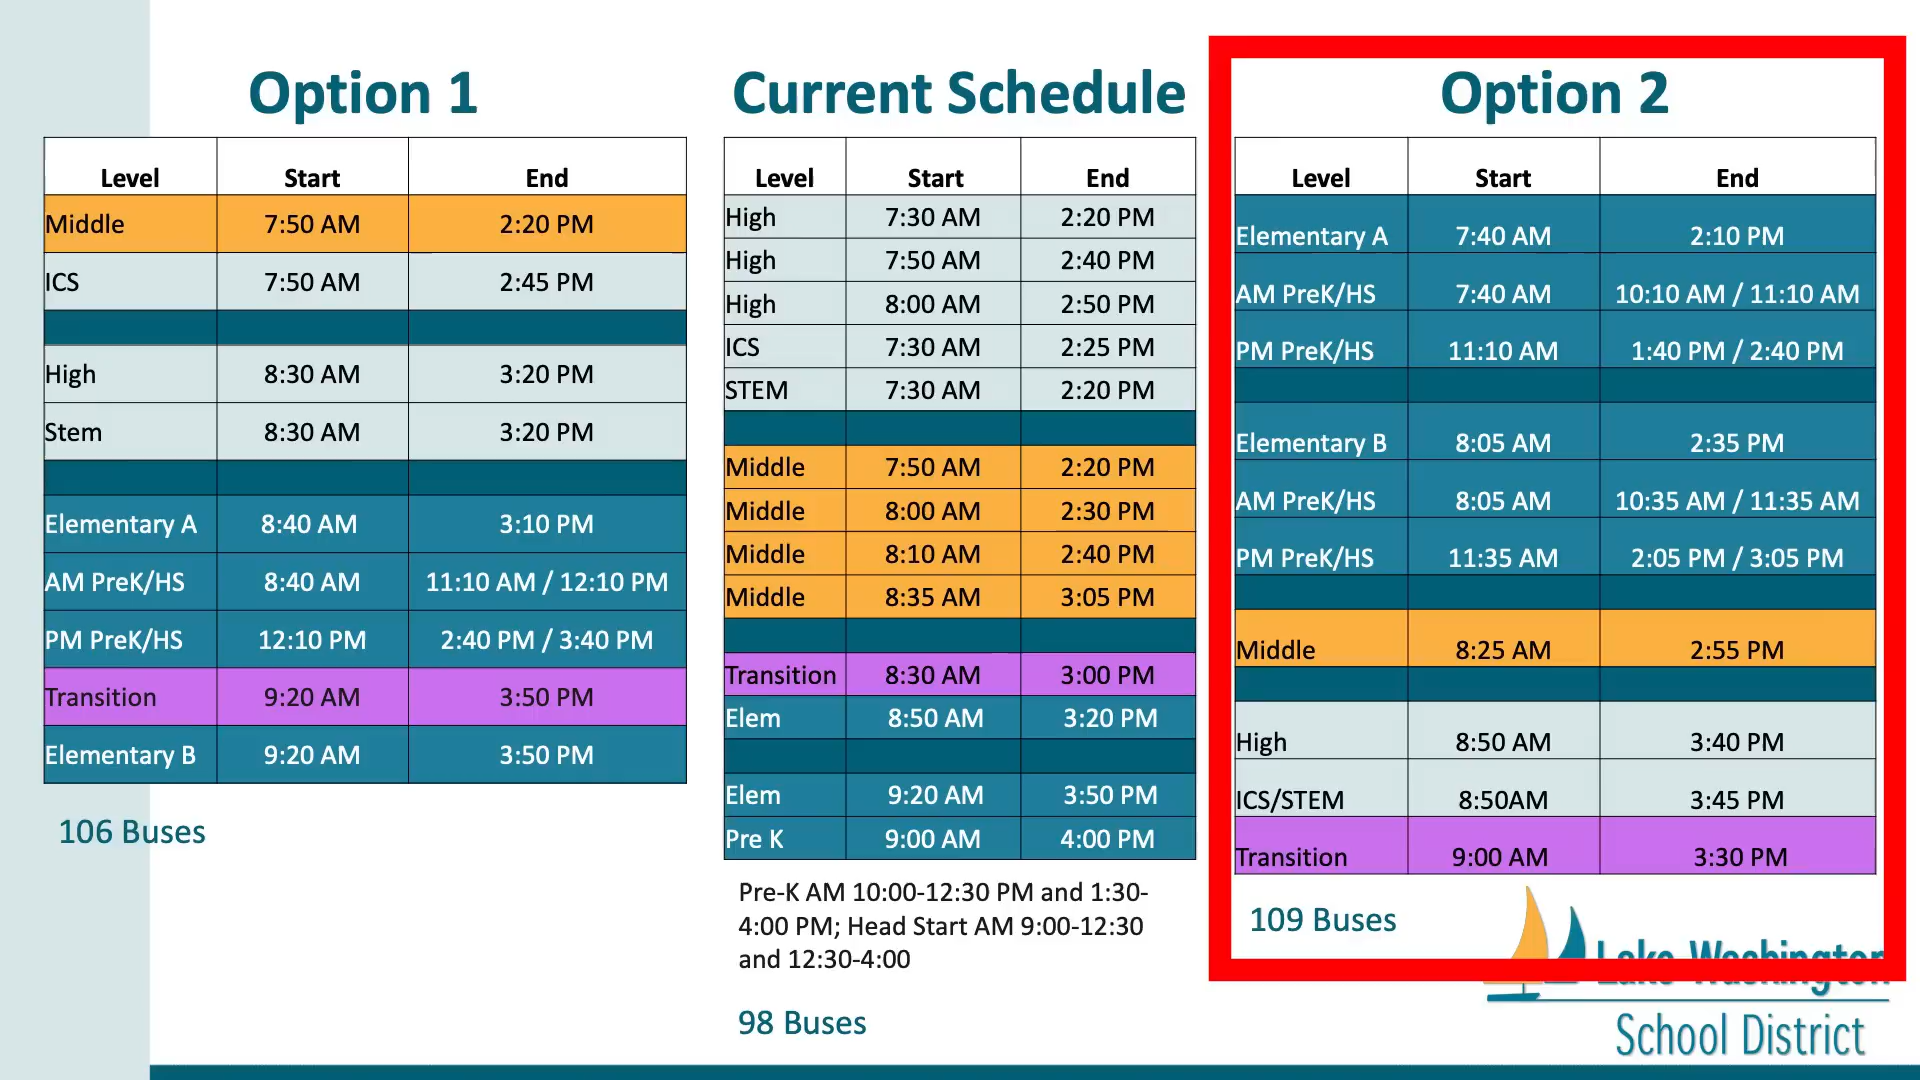 Option 1
Level Start End
Middle 7:50 AM 2:20 PM
ICS 7:50 AM 2:45 PM
High 8:30 AM 3:20 PM
Stem 8:30 AM 3:20 PM
Elementary A 8:40 AM 3:10 PM
AM PreK/HS 8:40 AM 11:10 AM / 12:10 PM
PM PreK/HS 12:10 PM 2:40 PM / 3:40 PM
Transition 9:20 AM 3:50 PM
Elementary B 9:20 AM 3:50 PM
106 Buses
Current Schedule
Level Start End
High 7:30 AM 2:20 PM
High 7:50 AM 2:40 PM
High 8:00 AM 2:50 PM
ICS 7:30 AM 2:25 PM
STEM 7:30 AM 2:20 PM
Middle 7:50 AM 2:20 PM
Middle 8:00 AM 2:30 PM
Middle 8:10 AM 2:40 PM
Middle 8:35 AM 3:05 PM
Transition 8:30 AM 3:00 PM
Elem 8:50 AM 3:20 PM
Elem 9:20 AM 3:50 PM
Pre K 9:00 AM 4:00 PM
Pre-K AM 10:00-12:30 PM and 1:30-
4:00 PM; Head Start AM 9:00-12:30
and 12:30-4:00
98 Buses
Option 2
Level Start End
Elementary A 7:40 AM 2:10 PM
AM PreK/HS 7:40 AM 10:10 AM / 11:10 AM
PM PreK/HS 11:10 AM 1:40 PM / 2:40 PM
Elementary B 8:05 AM 2:35 PM
AM PreK/HS 8:05 AM 10:35 AM / 11:35 AM
PM PreK/HS 11:35 AM 2:05 PM / 3:05 PM
Middle 8:25 AM 2:55 PM
High 8:50 AM 3:40 PM
ICS/STEM 8:50AM 3:45 PM
Transition 9:00 AM 3:30 PM
109 Buses
Lake Washington
School District